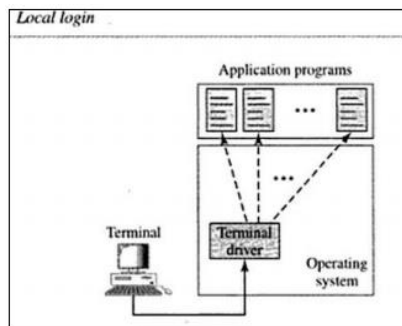 Local login
Application programs
•••
•••
Terminal
Terminal
driver
Operating
system